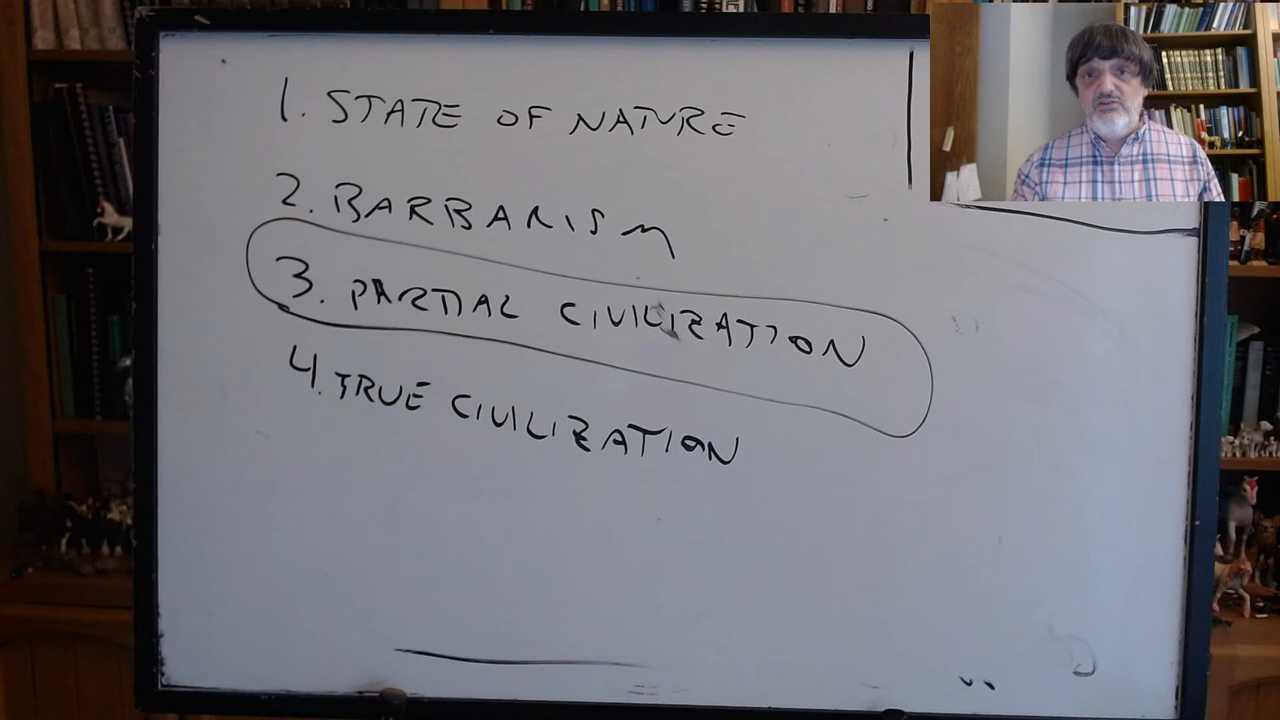 1. STATE OF NATURE
2. BARBARISM
3. PARTIAL CIVILIZATION
4. TRUE CIVILIZATION